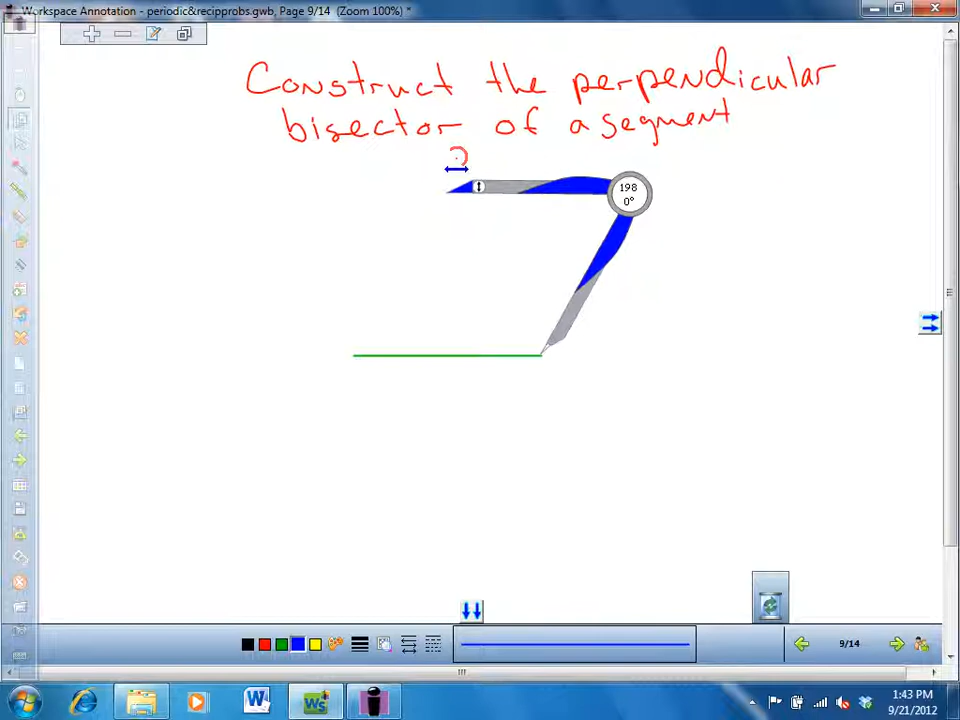 Workspace Annotation - periodic&recipprobs.gwb, Page 9/14 (Zoom 100%) *
Construct the perpendicular
bisector of a segment
198
0°
9/14
1:43 PM
9/21/2012